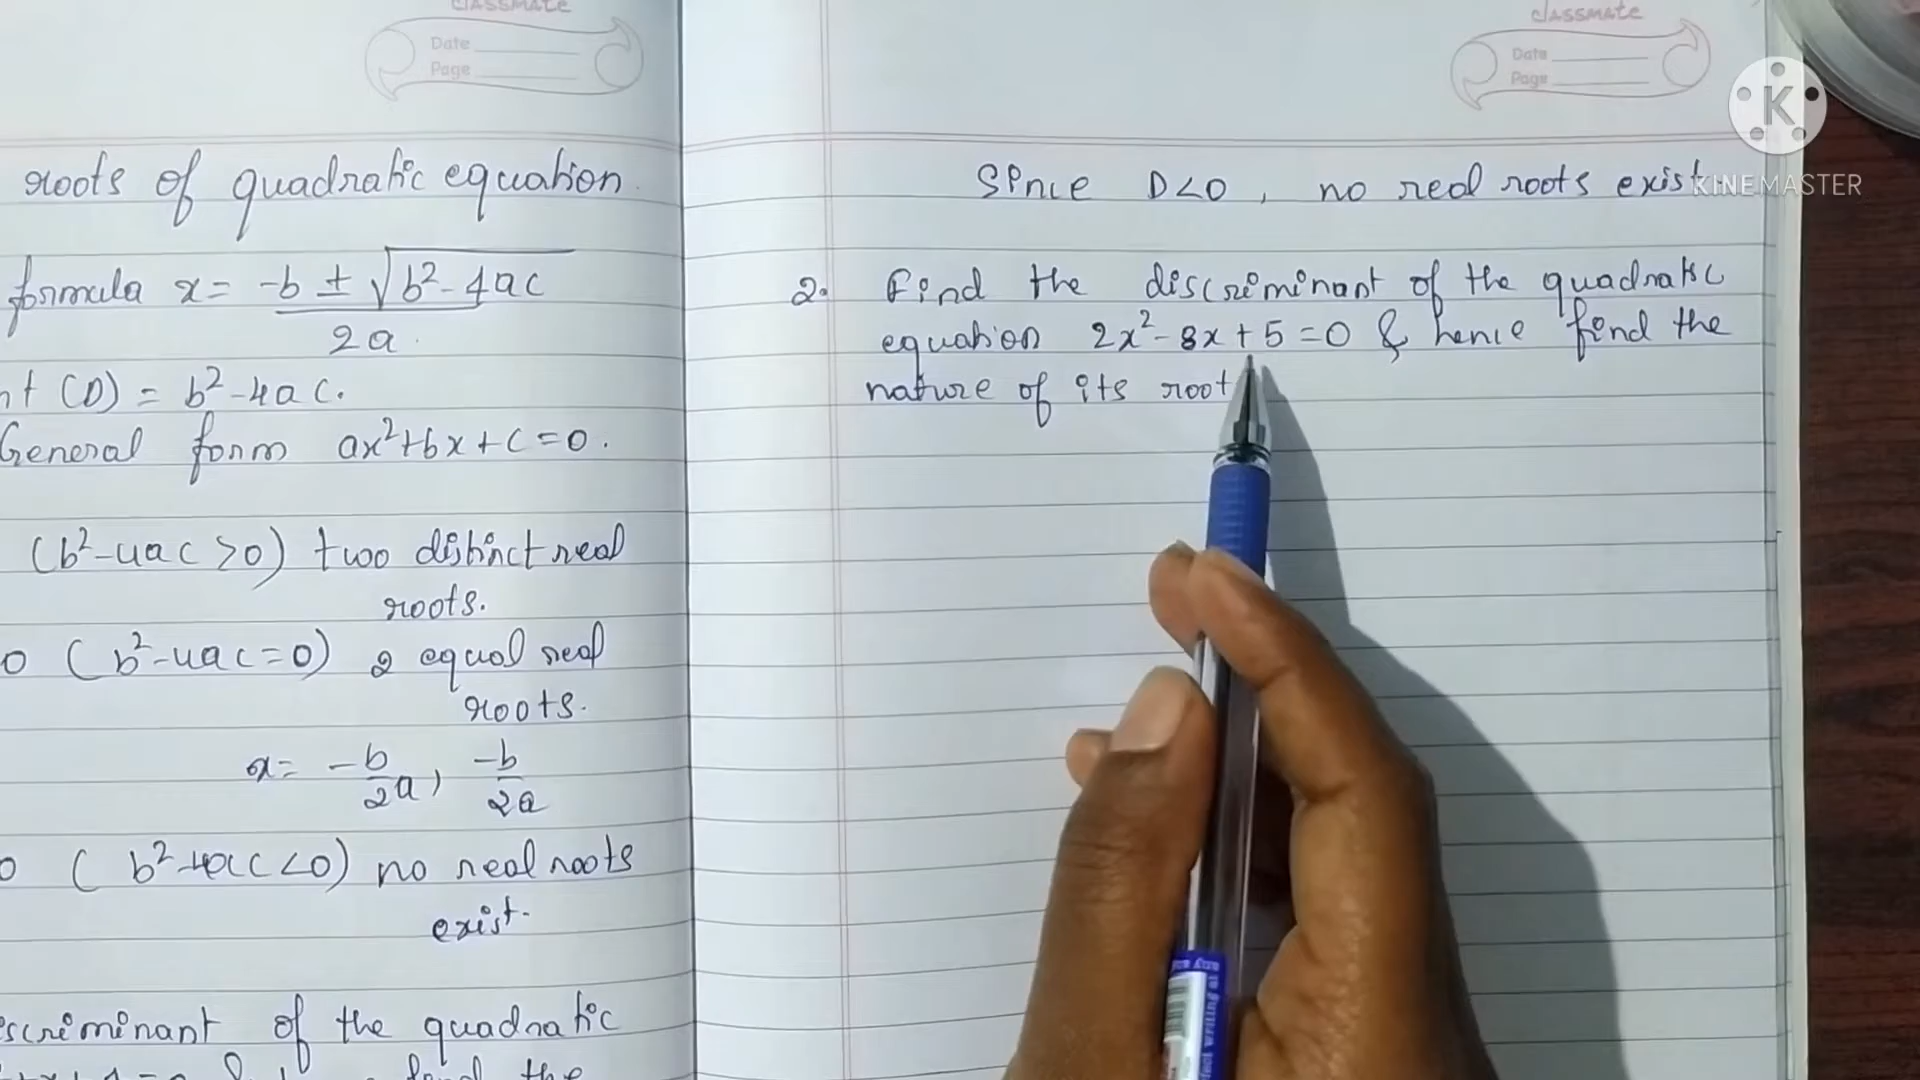 classmate
Date
Page
roots of quadratic equation.
formula x = -b ± √b² - 4ac
2a.
nt (D) = b² - 4ac.
General form ax² + bx + c = 0.
(b² - 4ac > 0) two distinct real
roots.
0 (b² - 4ac = 0) 2 equal real
roots.
x = -b/2a, -b/2a
0 (b² - 4ac < 0) no real roots
exist.
iscriminant of the quadratic
classmate
Date
Page
K
KINEMASTER
Since D<0, no real roots exist
2. Find the discriminant of the quadratic
equation 2x² - 8x + 5 = 0 & hence find the
nature of its root